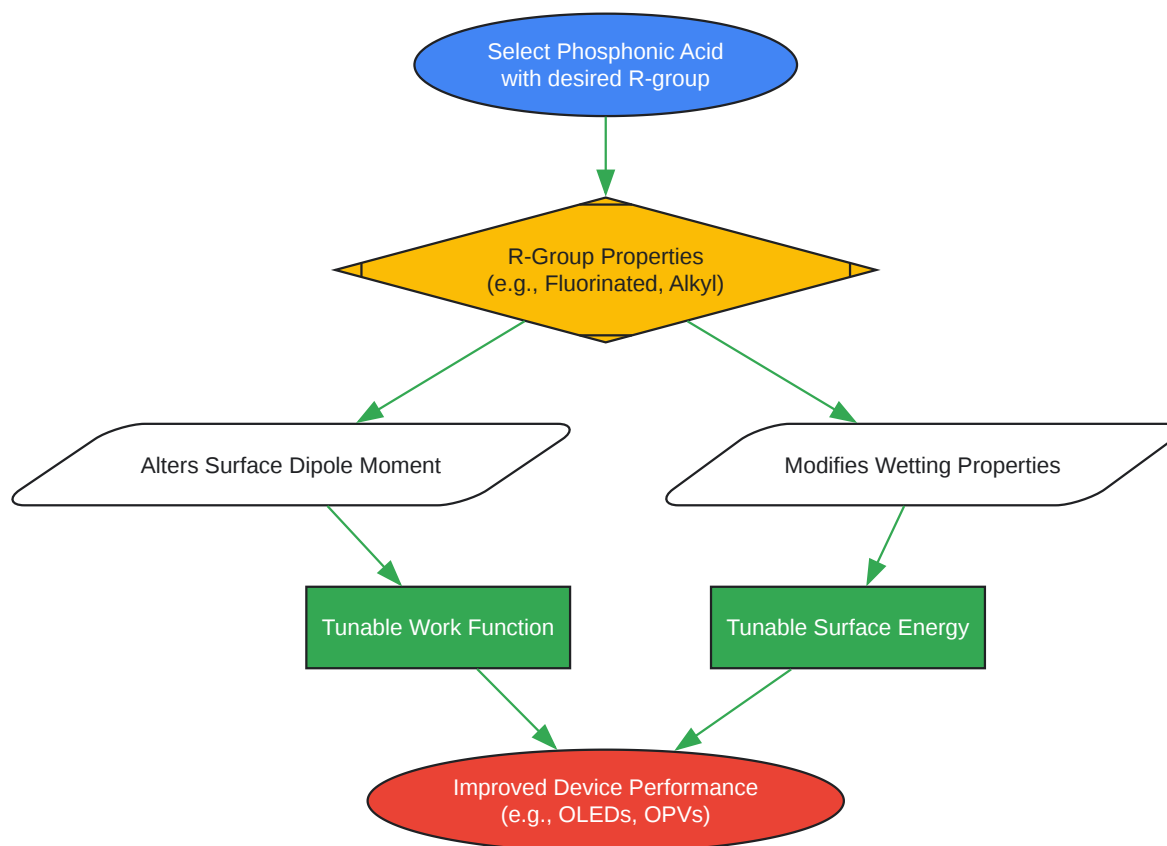 Select Phosphonic Acid
with desired R-group
R-Group Properties
(e.g., Fluorinated, Alkyl)
Alters Surface Dipole Moment
Modifies Wetting Properties
Tunable Work Function
Tunable Surface Energy
Improved Device Performance
(e.g., OLEDs, OPVs)